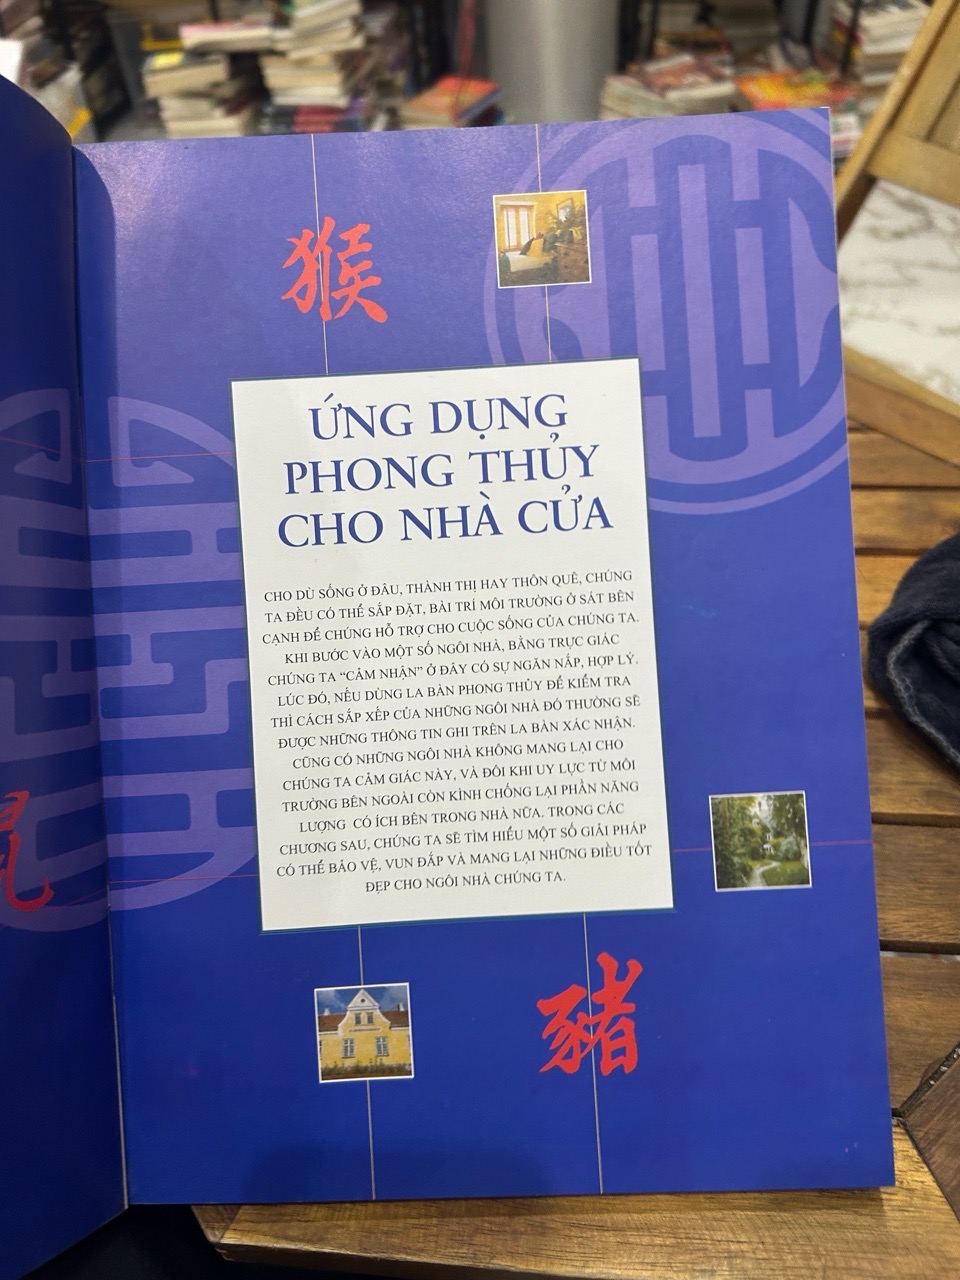 猴
ỨNG DỤNG
PHONG THỦY
CHO NHÀ CỬA
CHO DÙ SỐNG Ở ĐÂU, THÀNH THỊ HAY THÔN QUÊ, CHÚNG
TA ĐỀU CÓ THỂ SẮP ĐẶT, BÀI TRÍ MÔI TRƯỜNG Ở SÁT BÊN
CẠNH ĐỂ CHÚNG HỖ TRỢ CHO CUỘC SỐNG CỦA CHÚNG TA.
KHI BƯỚC VÀO MỘT SỐ NGÔI NHÀ, BẰNG TRỰC GIÁC
CHÚNG TA “CẢM NHẬN” Ở ĐÂY CÓ SỰ NGĂN NẮP, HỢP LÝ.
LÚC ĐÓ, NẾU DÙNG LA BÀN PHONG THỦY ĐỂ KIỂM TRA
THÌ CÁCH SẮP XẾP CỦA NHỮNG NGÔI NHÀ ĐÓ THƯỜNG SẼ
ĐƯỢC NHỮNG THÔNG TIN GHI TRÊN LA BÀN XÁC NHẬN.
CŨNG CÓ NHỮNG NGÔI NHÀ KHÔNG MANG LẠI CHO
CHÚNG TA CẢM GIÁC NÀY, VÀ ĐÔI KHI UY LỰC TỪ MÔI
TRƯỜNG BÊN NGOÀI CÒN KÌNH CHỐNG LẠI PHẦN NĂNG
LƯỢNG CÓ ÍCH BÊN TRONG NHÀ NỮA. TRONG CÁC
CHƯƠNG SAU, CHÚNG TA SẼ TÌM HIỂU MỘT SỐ GIẢI PHÁP
CÓ THỂ BẢO VỆ, VUN ĐẮP VÀ MANG LẠI NHỮNG ĐIỀU TỐT
ĐẸP CHO NGÔI NHÀ CHÚNG TA.
豬